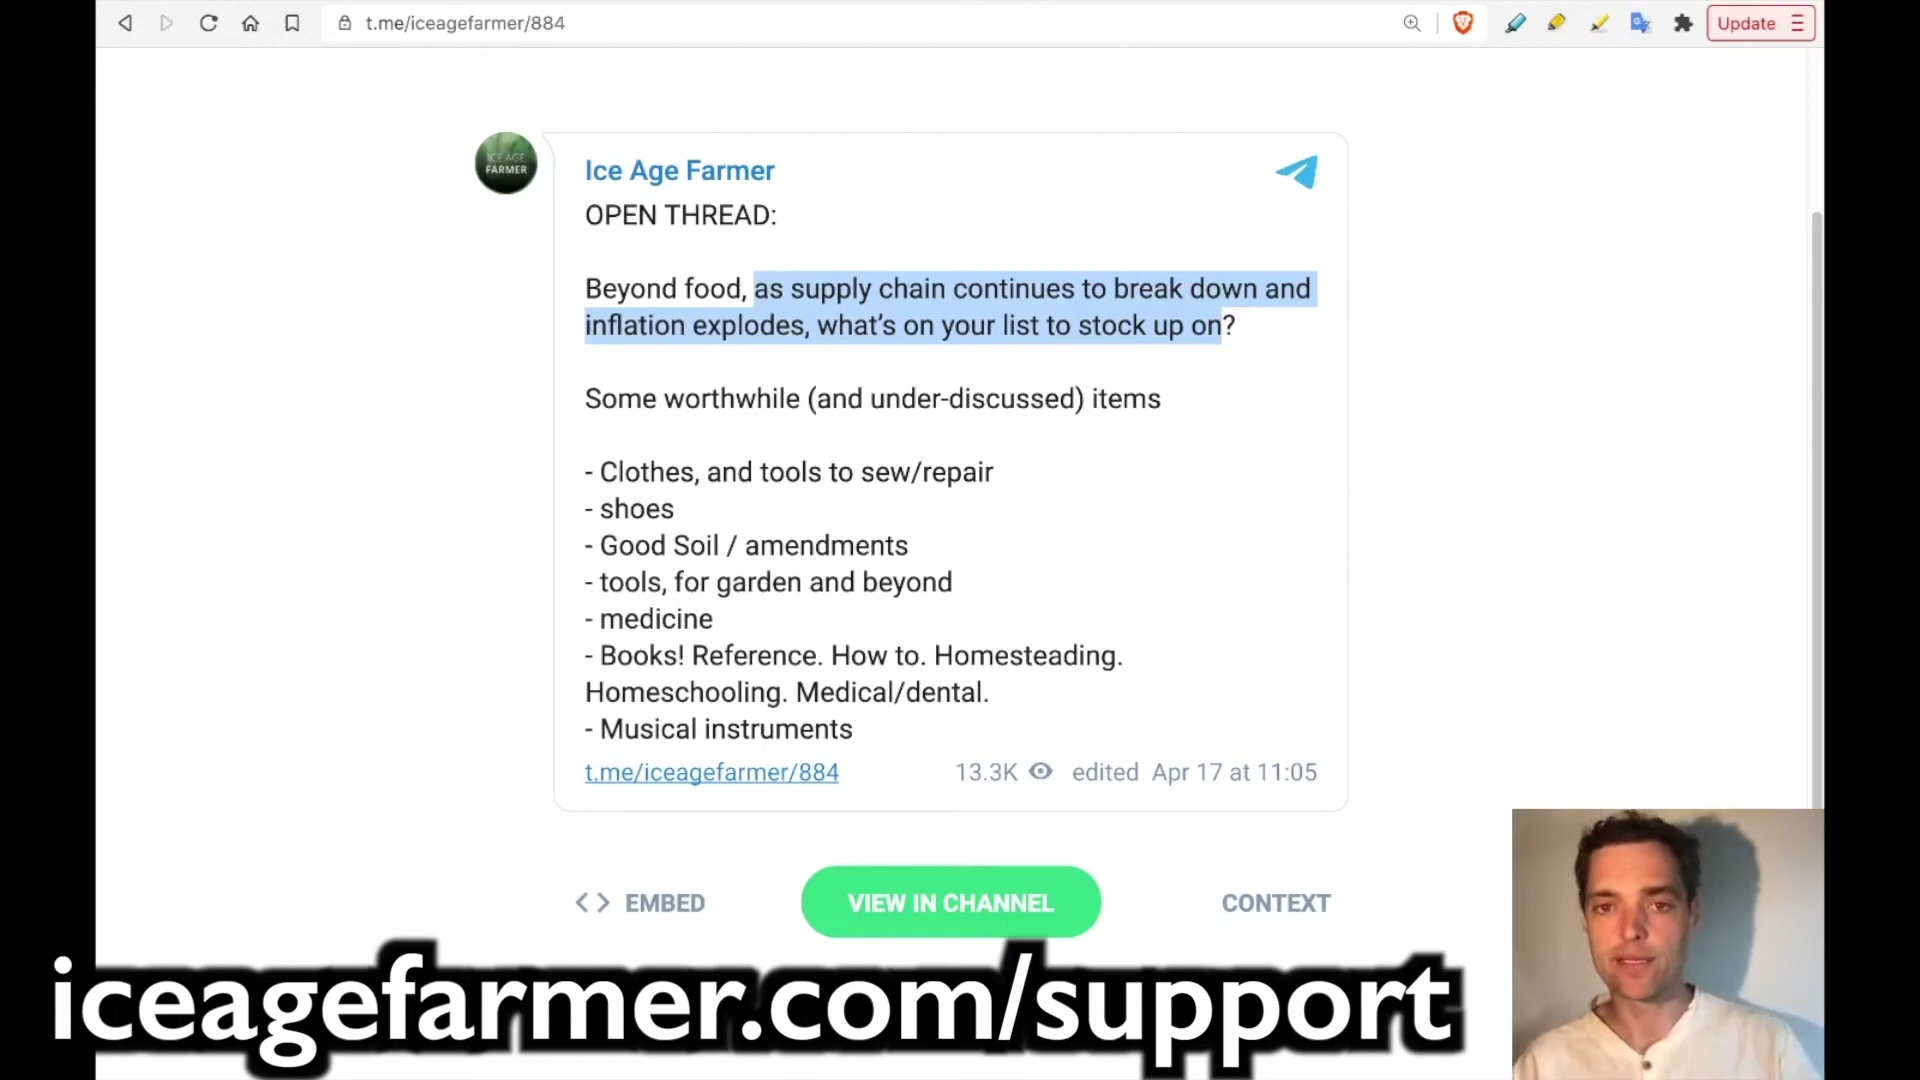 t.me/iceagefarmer/884
Update
ICE AGE
FARMER
Ice Age Farmer
OPEN THREAD:
Beyond food, as supply chain continues to break down and
inflation explodes, what’s on your list to stock up on?
Some worthwhile (and under-discussed) items
- Clothes, and tools to sew/repair
- shoes
- Good Soil / amendments
- tools, for garden and beyond
- medicine
- Books! Reference. How to. Homesteading.
Homeschooling. Medical/dental.
- Musical instruments
t.me/iceagefarmer/884 13.3K edited Apr 17 at 11:05
EMBED VIEW IN CHANNEL CONTEXT
iceagefarmer.com/support